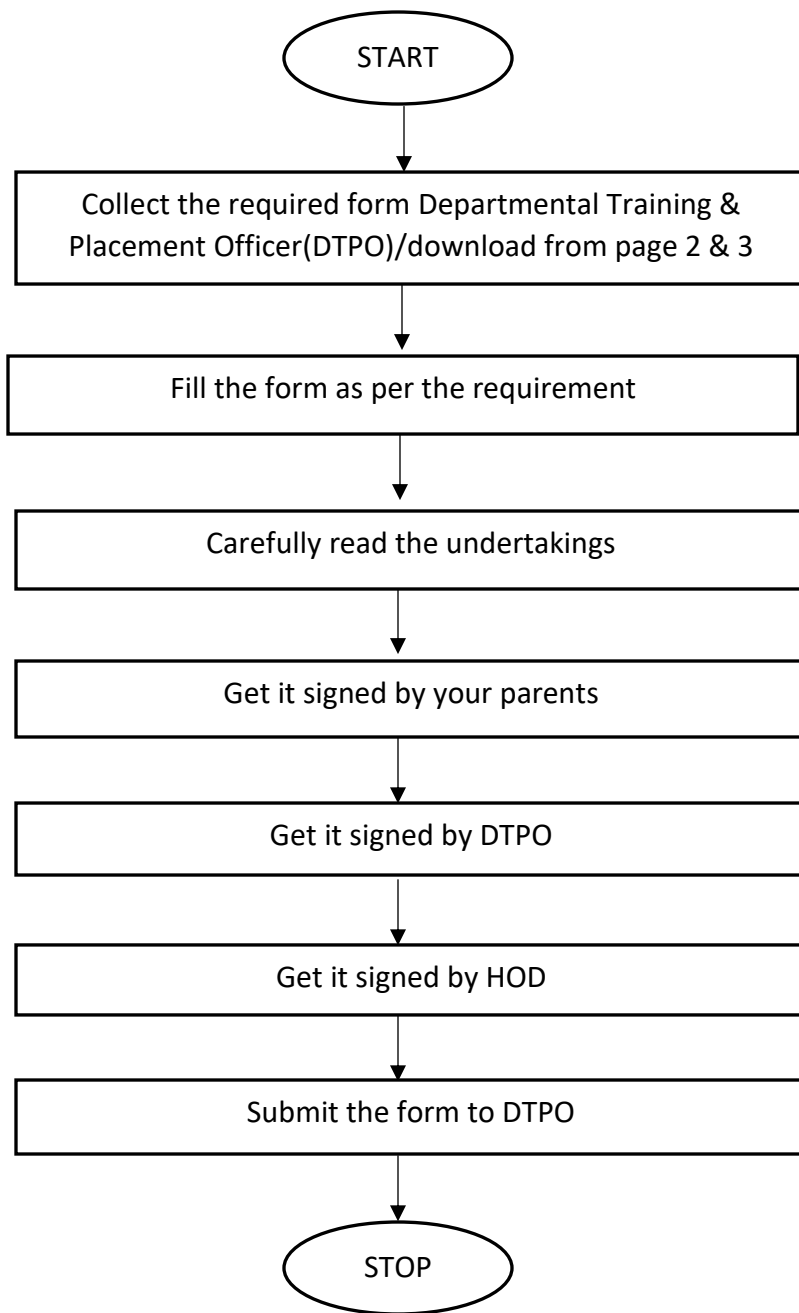 START
Collect the required form Departmental Training &
Placement Officer(DTPO)/download from page 2 & 3
Fill the form as per the requirement
Carefully read the undertakings
Get it signed by your parents
Get it signed by DTPO
Get it signed by HOD
Submit the form to DTPO
STOP